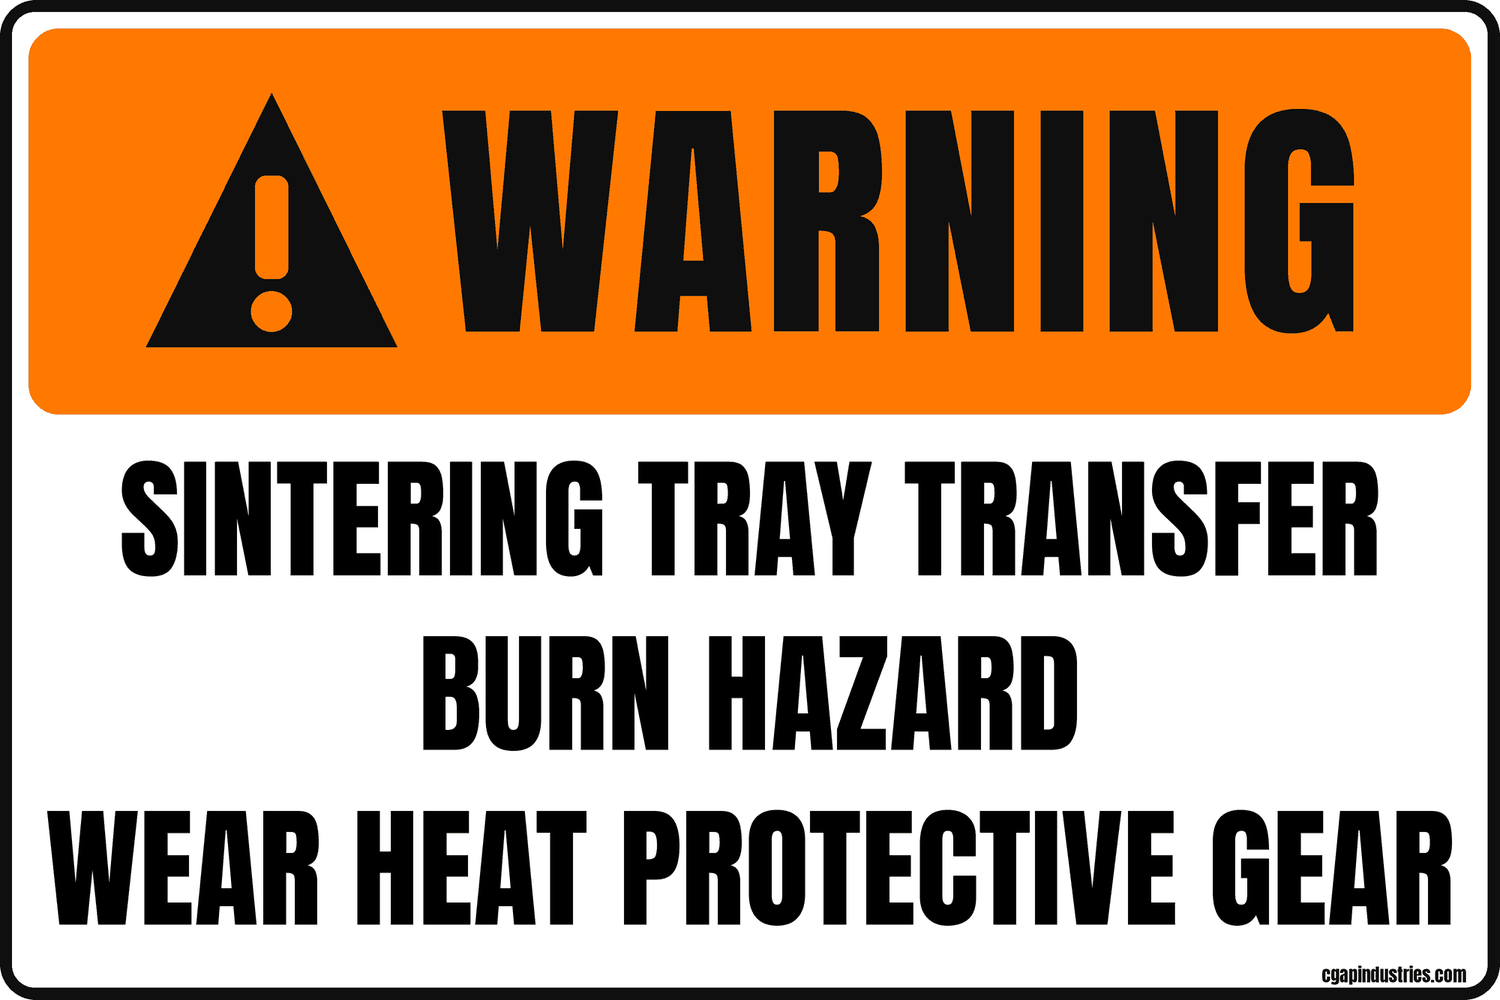 WARNING
SINTERING TRAY TRANSFER
BURN HAZARD
WEAR HEAT PROTECTIVE GEAR
cgapindustries.com